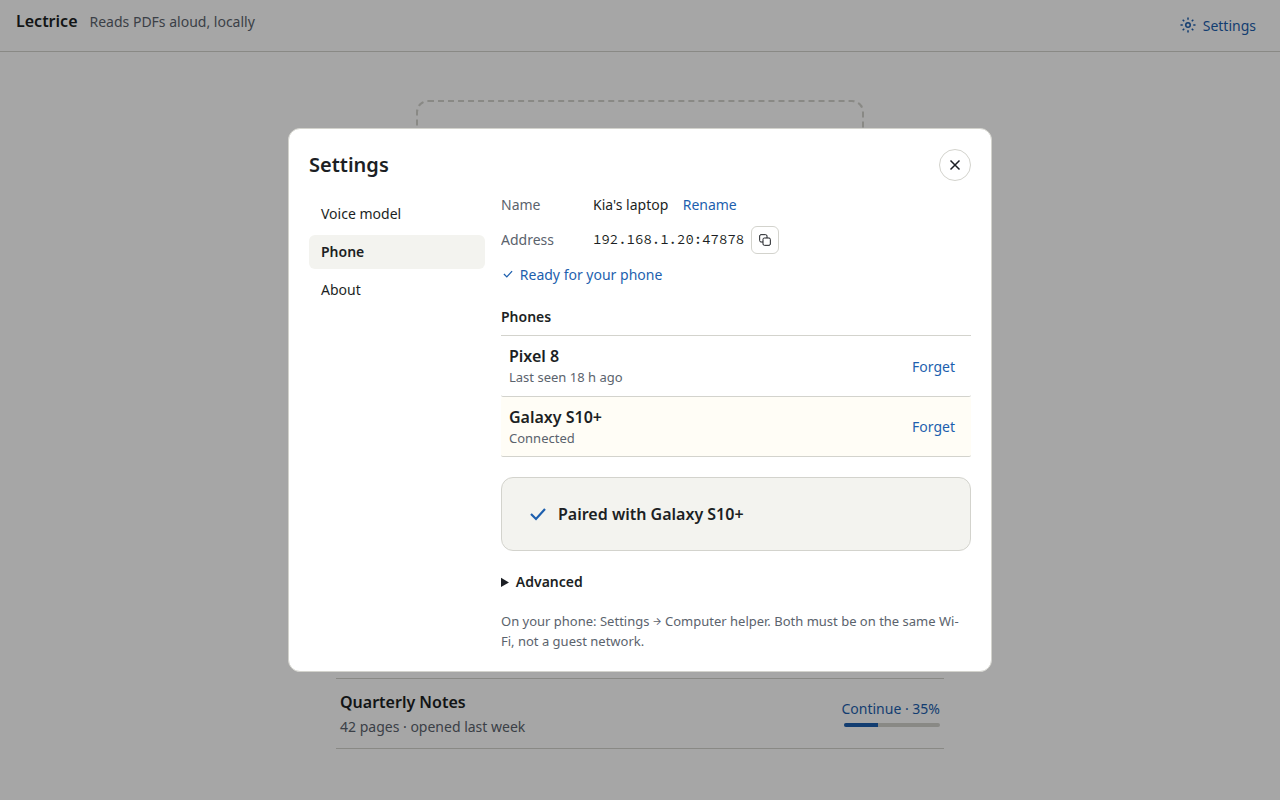 Lectrice Reads PDFs aloud, locally
Settings
Settings
Voice model
Phone
About
Name Kia's laptop Rename
Address 192.168.1.20:47878
Ready for your phone
Phones
Pixel 8
Last seen 18 h ago
Forget
Galaxy S10+
Connected
Forget
Paired with Galaxy S10+
Advanced
On your phone: Settings → Computer helper. Both must be on the same Wi-
Fi, not a guest network.
Quarterly Notes
42 pages · opened last week
Continue · 35%